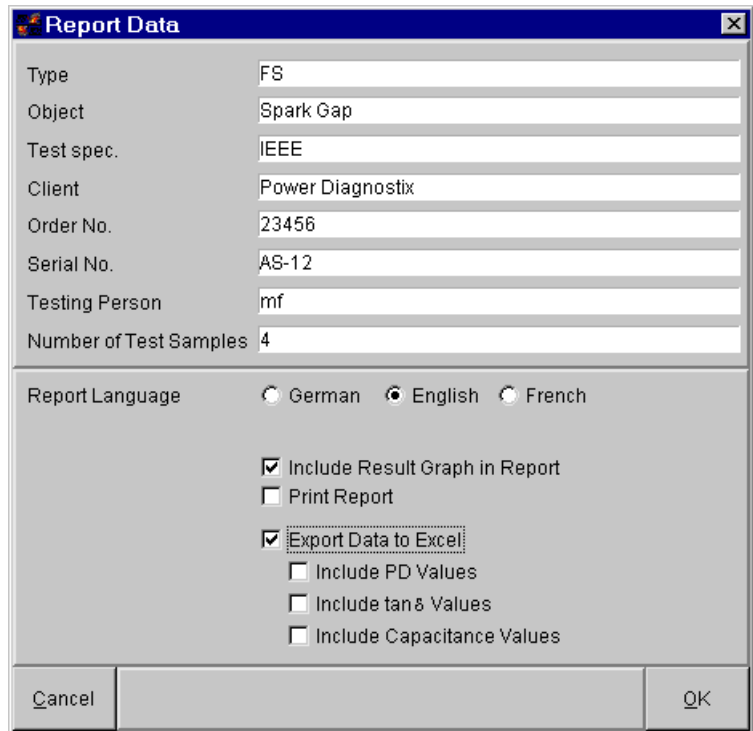 Report Data
Type FS
Object Spark Gap
Test spec. IEEE
Client Power Diagnostix
Order No. 23456
Serial No. AS-12
Testing Person mf
Number of Test Samples 4
Report Language German English French
Include Result Graph in Report
Print Report
Export Data to Excel
Include PD Values
Include tanδ Values
Include Capacitance Values
Cancel OK